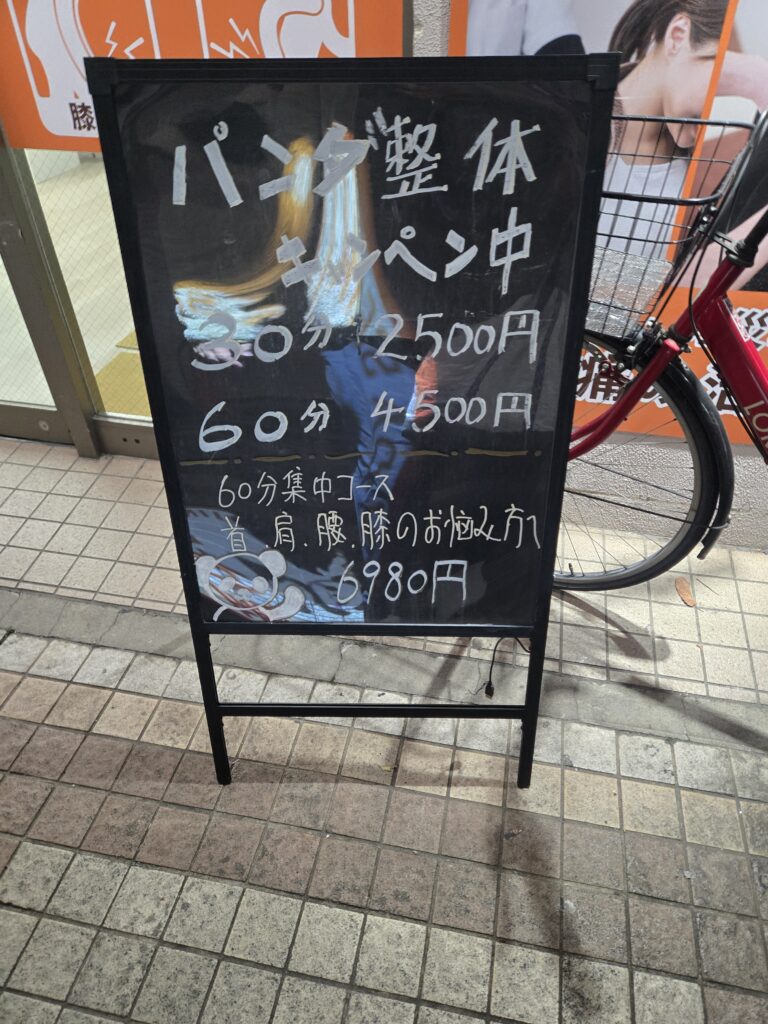 膝
パンダ整体
キャンペン中
30分 2500円
60分 4500円
60分集中コース
首 肩、腰、膝のお悩み方へ
6980円
痛